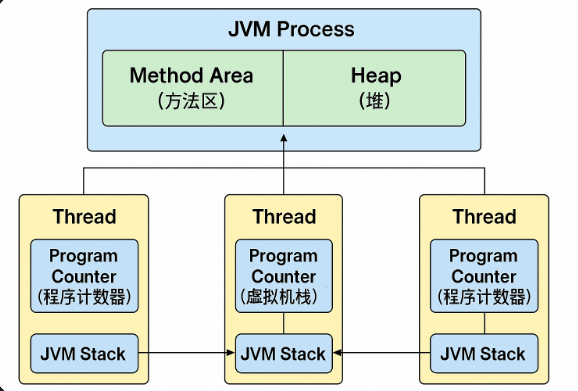 JVM Process
Method Area
(方法区)
Heap
(堆)
Thread
Program
Counter
(程序计数器)
JVM Stack
Thread
Program
Counter
(虚拟机栈)
JVM Stack
Thread
Program
Counter
(程序计数器)
JVM Stack